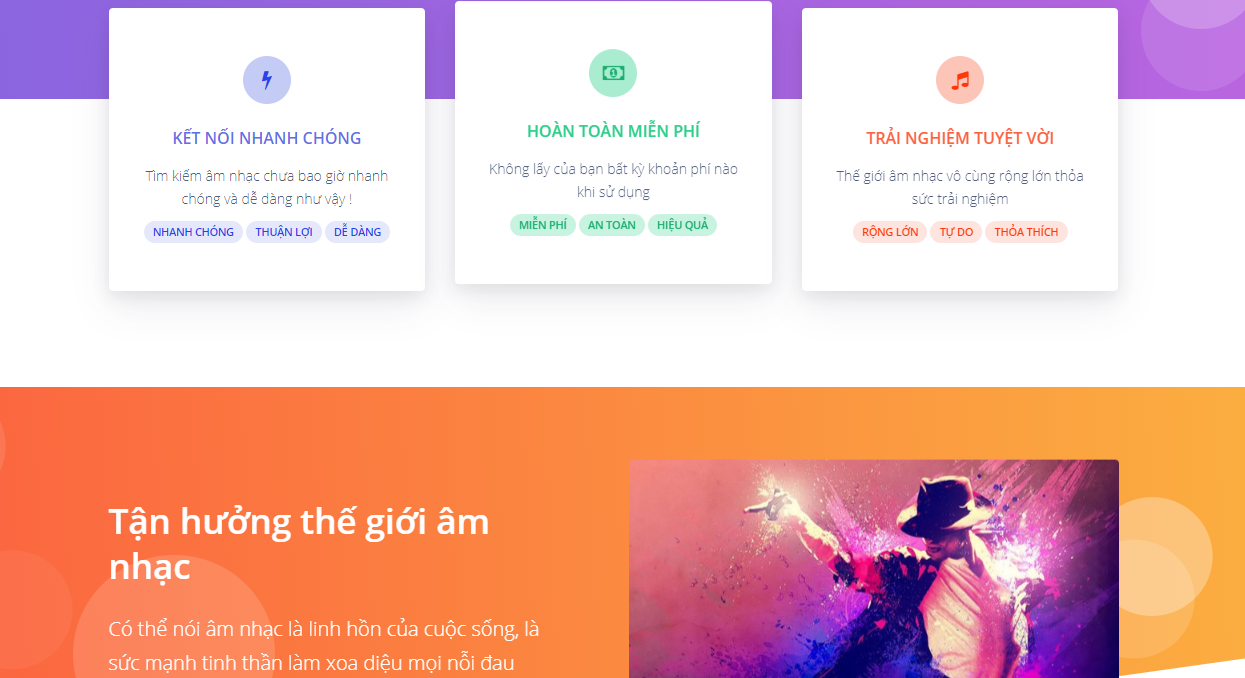 KẾT NỐI NHANH CHÓNG
Tìm kiếm âm nhạc chưa bao giờ nhanh
chóng và dễ dàng như vậy !
NHANH CHÓNG THUẬN LỢI DỄ DÀNG
HOÀN TOÀN MIỄN PHÍ
Không lấy của bạn bất kỳ khoản phí nào
khi sử dụng
MIỄN PHÍ AN TOÀN HIỆU QUẢ
TRẢI NGHIỆM TUYỆT VỜI
Thế giới âm nhạc vô cùng rộng lớn thỏa
sức trải nghiệm
RỘNG LỚN TỰ DO THỎA THÍCH
Tận hưởng thế giới âm
nhạc
Có thể nói âm nhạc là linh hồn của cuộc sống, là
sức mạnh tinh thần làm xoa diệu mọi nỗi đau